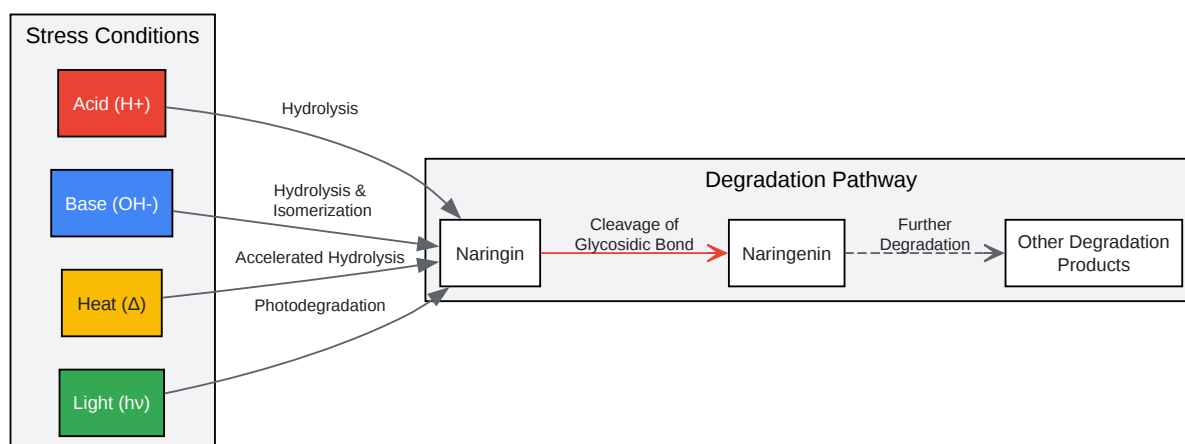 Stress Conditions
Acid (H+)
Base (OH-)
Heat (Δ)
Light (hν)
Hydrolysis
Hydrolysis &
Isomerization
Accelerated Hydrolysis
Photodegradation
Degradation Pathway
Naringin
Cleavage of
Glycosidic Bond
Naringenin
Further
Degradation
Other Degradation
Products